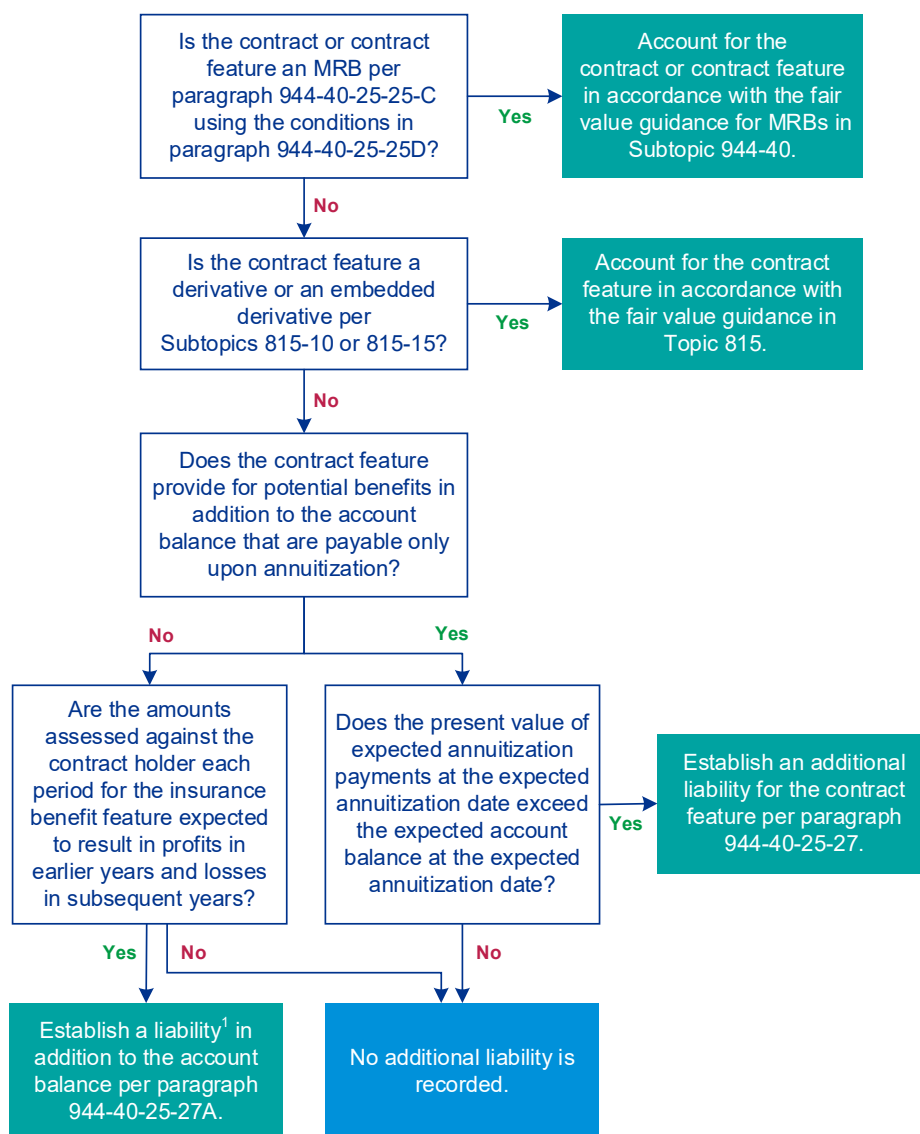 Is the contract or contract
feature an MRB per
paragraph 944-40-25-25-C
using the conditions in
paragraph 944-40-25-25D?
Yes
Account for the
contract or contract feature
in accordance with the fair
value guidance for MRBs in
Subtopic 944-40.
No
Is the contract feature a
derivative or an embedded
derivative per
Subtopics 815-10 or 815-15?
Yes
Account for the contract
feature in accordance with
the fair value guidance in
Topic 815.
No
Does the contract feature
provide for potential benefits in
addition to the account
balance that are payable only
upon annuitization?
No
Yes
Are the amounts
assessed against the
contract holder each
period for the insurance
benefit feature expected
to result in profits in
earlier years and losses
in subsequent years?
Does the present value of
expected annuitization
payments at the expected
annuitization date exceed
the expected account
balance at the expected
annuitization date?
Yes
Establish an additional
liability for the contract
feature per paragraph
944-40-25-27.
Yes
No
No
Establish a liability¹ in
addition to the account
balance per paragraph
944-40-25-27A.
No additional liability is
recorded.